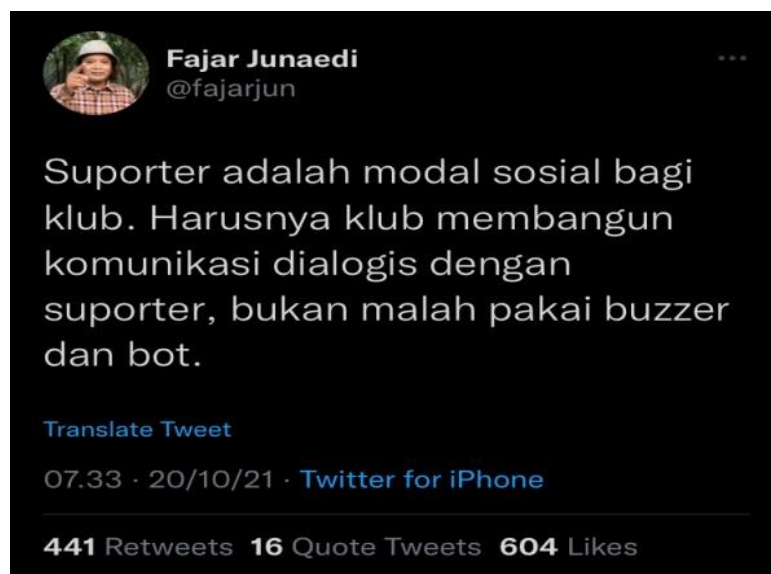 Fajar Junaedi
@fajarjun
Suporter adalah modal sosial bagi
klub. Harusnya klub membangun
komunikasi dialogis dengan
suporter, bukan malah pakai buzzer
dan bot.
Translate Tweet
07.33 · 20/10/21 · Twitter for iPhone
441 Retweets 16 Quote Tweets 604 Likes